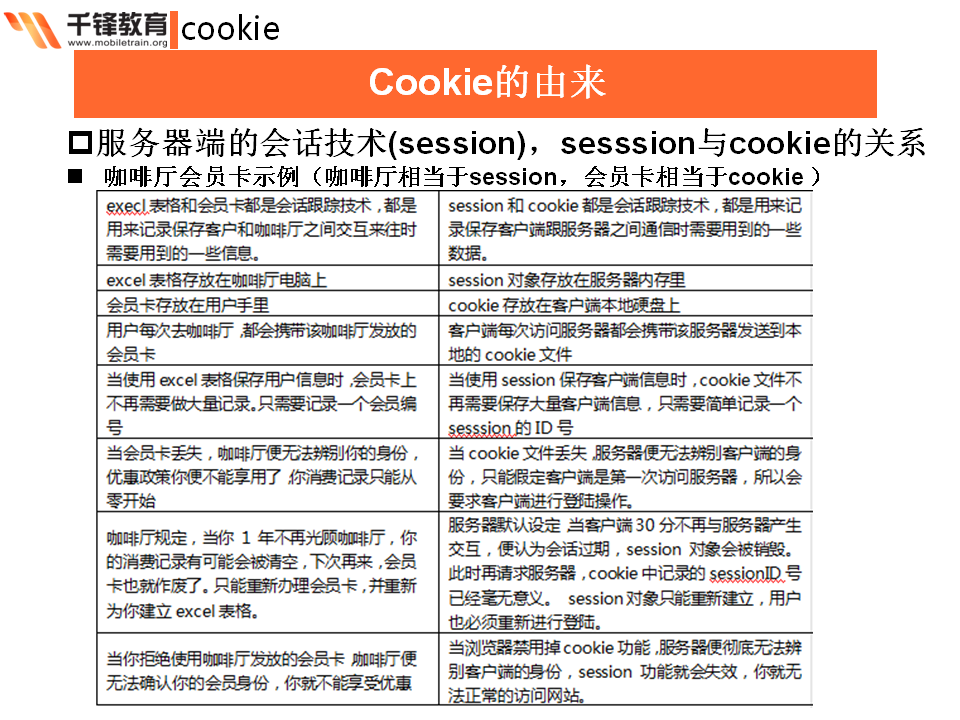 千锋教育
www.mobiletrain.org
cookie
Cookie的由来
服务器端的会话技术(session)，sesssion与cookie的关系
咖啡厅会员卡示例（咖啡厅相当于session，会员卡相当于cookie ）
execl 表格和会员卡都是会话跟踪技术，都是
用来记录保存客户和咖啡厅之间交互来往时
需要用到的一些信息。
session 和 cookie 都是会话跟踪技术，都是用来记
录保存客户端跟服务器之间通信时需要用到的一些
数据。
excel 表格存放在咖啡厅电脑上
session 对象存放在服务器内存里
会员卡存放在用户手里
cookie 存放在客户端本地硬盘上
用户每次去咖啡厅，都会携带该咖啡厅发放的
会员卡
客户端每次访问服务器都会携带该服务器发送到本
地的 cookie 文件
当使用 excel 表格保存用户信息时，会员卡上
不再需要做大量记录。只需要记录一个会员编
号
当使用 session 保存客户端信息时，cookie 文件不
再需要保存大量客户端信息，只需要简单记录一个
sesssion 的 ID 号
当会员卡丢失，咖啡厅便无法辨别你的身份，
优惠政策你便不能享用了，你消费记录只能从
零开始
当 cookie 文件丢失，服务器便无法辨别客户端的身
份，只能假定客户端是第一次访问服务器，所以会
要求客户端进行登陆操作。
咖啡厅规定，当你 1 年不再光顾咖啡厅，你
的消费记录有可能会被清空，下次再来，会员
卡也就作废了。只能重新办理会员卡，并重新
为你建立 excel 表格。
服务器默认设定，当客户端 30 分不再与服务器产生
交互，便认为会话过期，session 对象会被销毁。
此时再请求服务器，cookie 中记录的 sessionID 号
已经毫无意义。 session 对象只能重新建立，用户
也必须重新进行登陆。
当你拒绝使用咖啡厅发放的会员卡，咖啡厅便
无法确认你的会员身份，你就不能享受优惠
当浏览器禁用掉 cookie 功能，服务器便彻底无法辨
别客户端的身份，session 功能就会失效，你就无
法正常的访问网站。